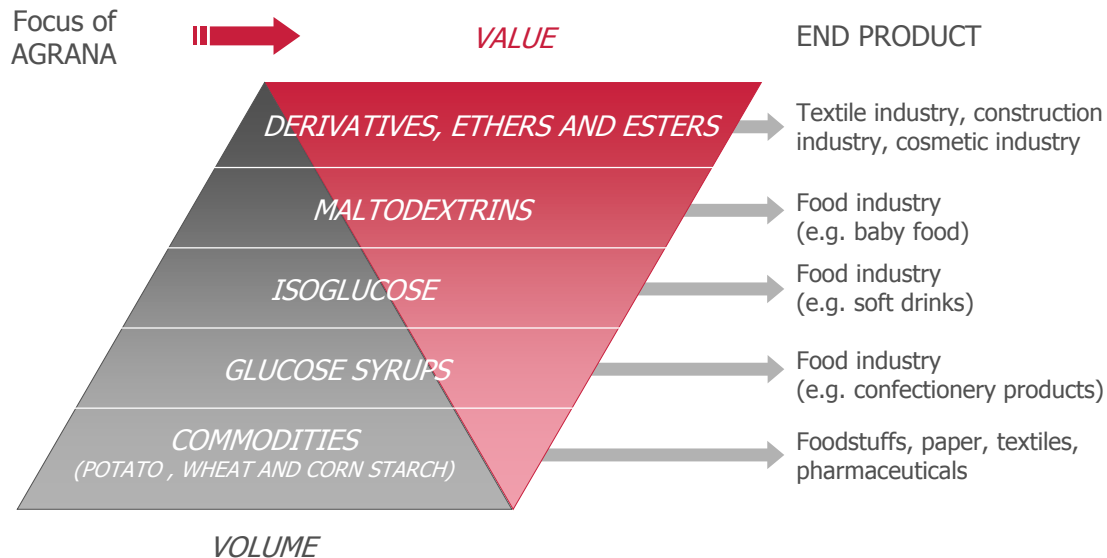 Focus of
AGRANA
VALUE
END PRODUCT
DERIVATIVES, ETHERS AND ESTERS
Textile industry, construction
industry, cosmetic industry
MALTODEXTRINS
Food industry
(e.g. baby food)
ISOGLUCOSE
Food industry
(e.g. soft drinks)
GLUCOSE SYRUPS
Food industry
(e.g. confectionery products)
COMMODITIES
(POTATO , WHEAT AND CORN STARCH)
Foodstuffs, paper, textiles,
pharmaceuticals
VOLUME